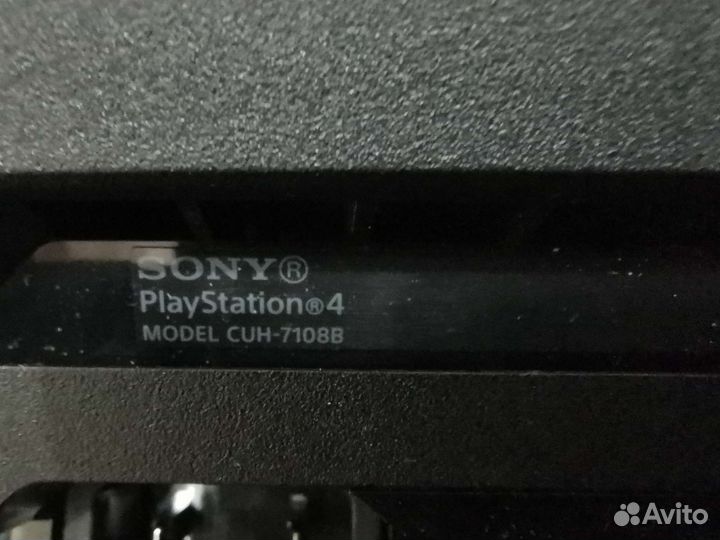 SONY®
PlayStation®4
MODEL CUH-7108B
Avito